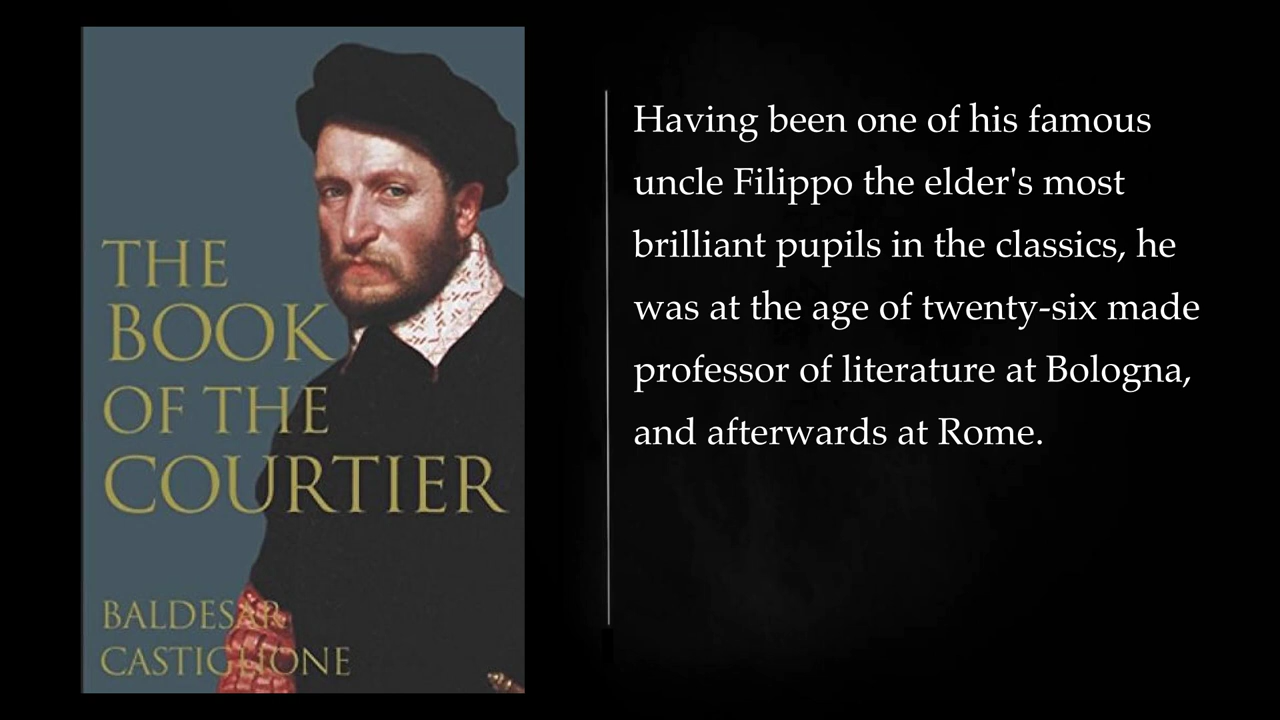 THE
BOOK
OF THE
COURTIER
BALDESAR
CASTIGLIONE
Having been one of his famous
uncle Filippo the elder's most
brilliant pupils in the classics, he
was at the age of twenty-six made
professor of literature at Bologna,
and afterwards at Rome.